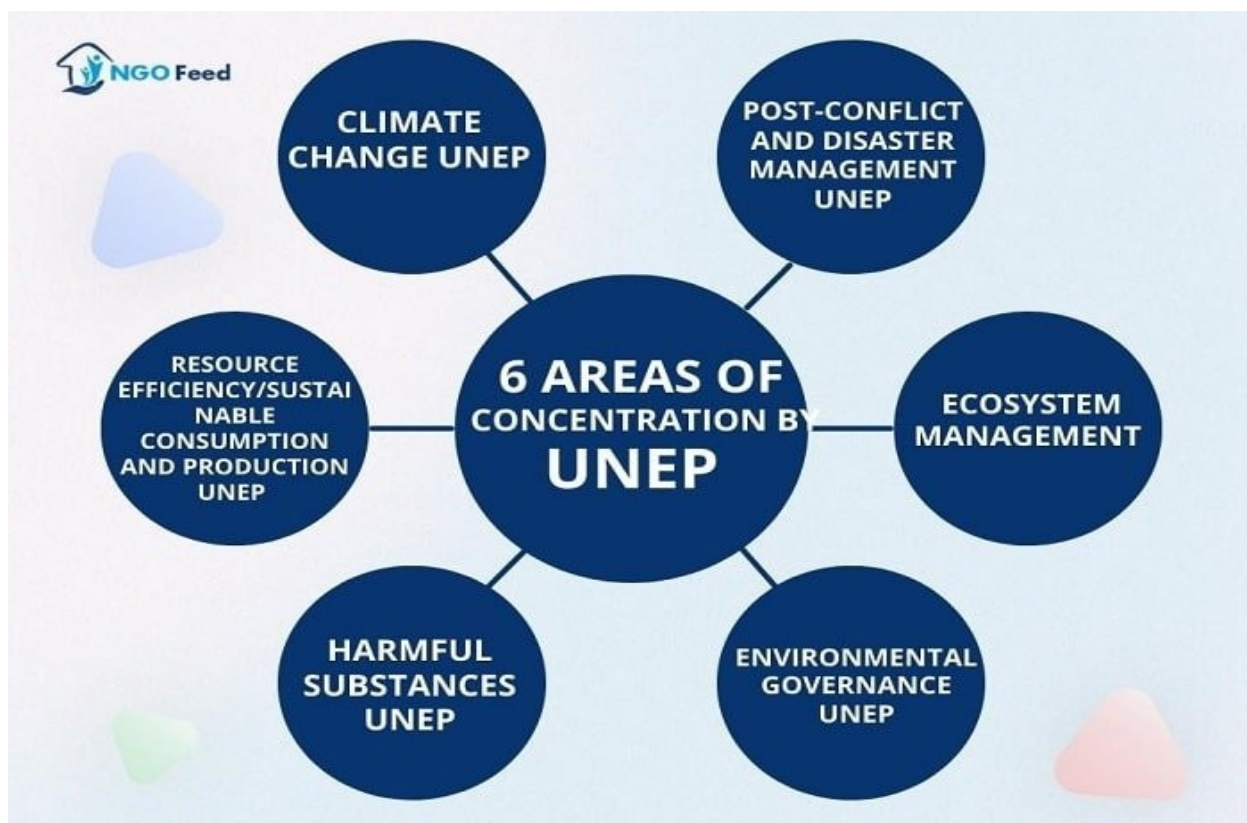 NGO Feed
CLIMATE
CHANGE UNEP
POST-CONFLICT
AND DISASTER
MANAGEMENT
UNEP
RESOURCE
EFFICIENCY/SUSTAI
NABLE
CONSUMPTION
AND PRODUCTION
UNEP
6 AREAS OF
CONCENTRATION BY
UNEP
ECOSYSTEM
MANAGEMENT
HARMFUL
SUBSTANCES
UNEP
ENVIRONMENTAL
GOVERNANCE
UNEP